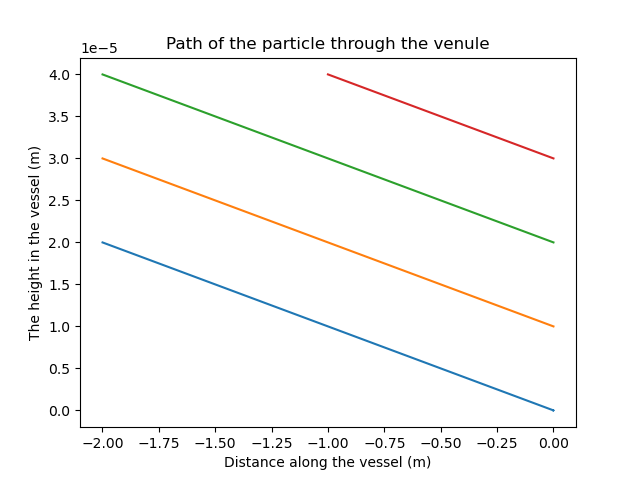 Path of the particle through the venule
1e−5
4.0
3.5
3.0
2.5
2.0
1.5
1.0
0.5
0.0
The height in the vessel (m)
−2.00 −1.75 −1.50 −1.25 −1.00 −0.75 −0.50 −0.25 0.00
Distance along the vessel (m)